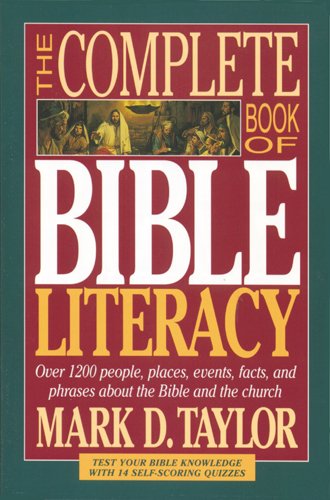 THE COMPLETE
BOOK OF
BIBLE
LITERACY
Over 1200 people, places, events, facts, and
phrases about the Bible and the church
MARK D. TAYLOR
TEST YOUR BIBLE KNOWLEDGE
WITH 14 SELF-SCORING QUIZZES